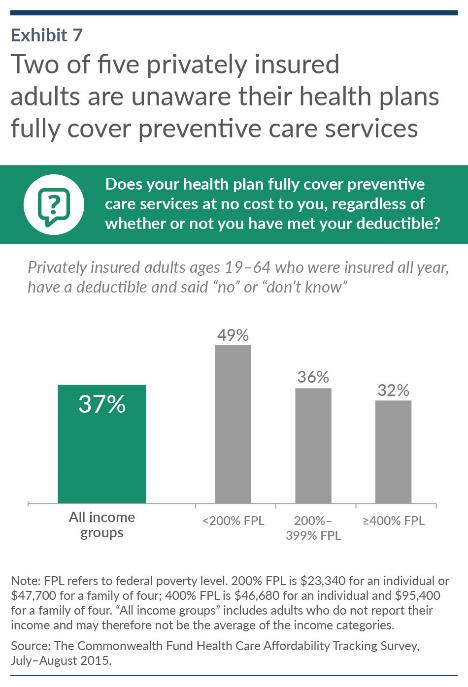 Exhibit 7
Two of five privately insured
adults are unaware their health plans
fully cover preventive care services
?
Does your health plan fully cover preventive
care services at no cost to you, regardless of
whether or not you have met your deductible?
Privately insured adults ages 19–64 who were insured all year,
have a deductible and said “no” or “don’t know”
49%
36%
32%
37%
All income
groups
<200% FPL
200%–
399% FPL
≥400% FPL
Note: FPL refers to federal poverty level. 200% FPL is $23,340 for an individual or
$47,700 for a family of four; 400% FPL is $46,680 for an individual and $95,400
for a family of four. “All income groups” includes adults who do not report their
income and may therefore not be the average of the income categories.
Source: The Commonwealth Fund Health Care Affordability Tracking Survey,
July–August 2015.